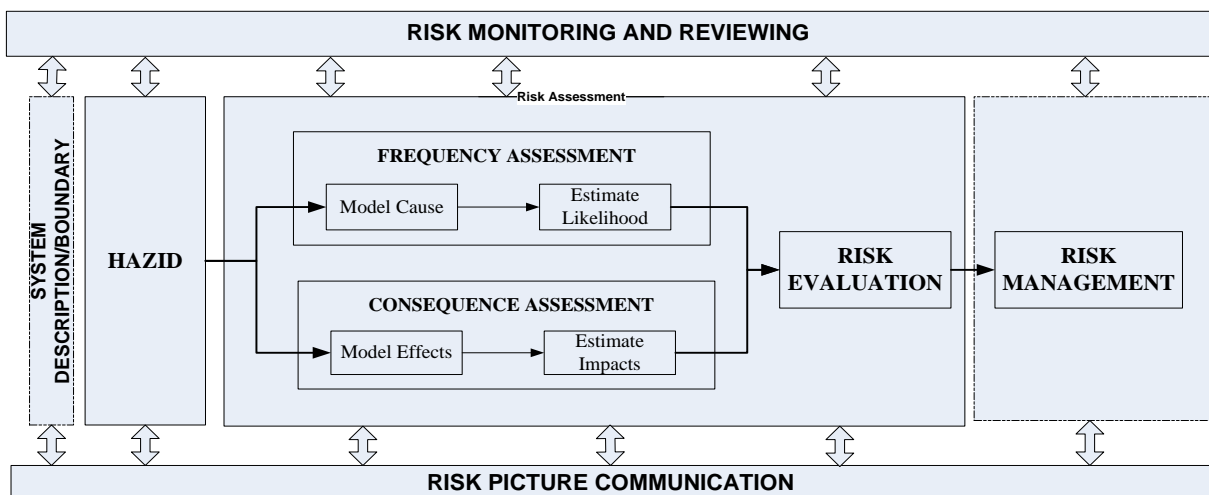 RISK MONITORING AND REVIEWING
SYSTEM
DESCRIPTION/BOUNDARY
HAZID
Risk Assessment
FREQUENCY ASSESSMENT
Model Cause
Estimate
Likelihood
CONSEQUENCE ASSESSMENT
Model Effects
Estimate
Impacts
RISK
EVALUATION
RISK
MANAGEMENT
RISK PICTURE COMMUNICATION